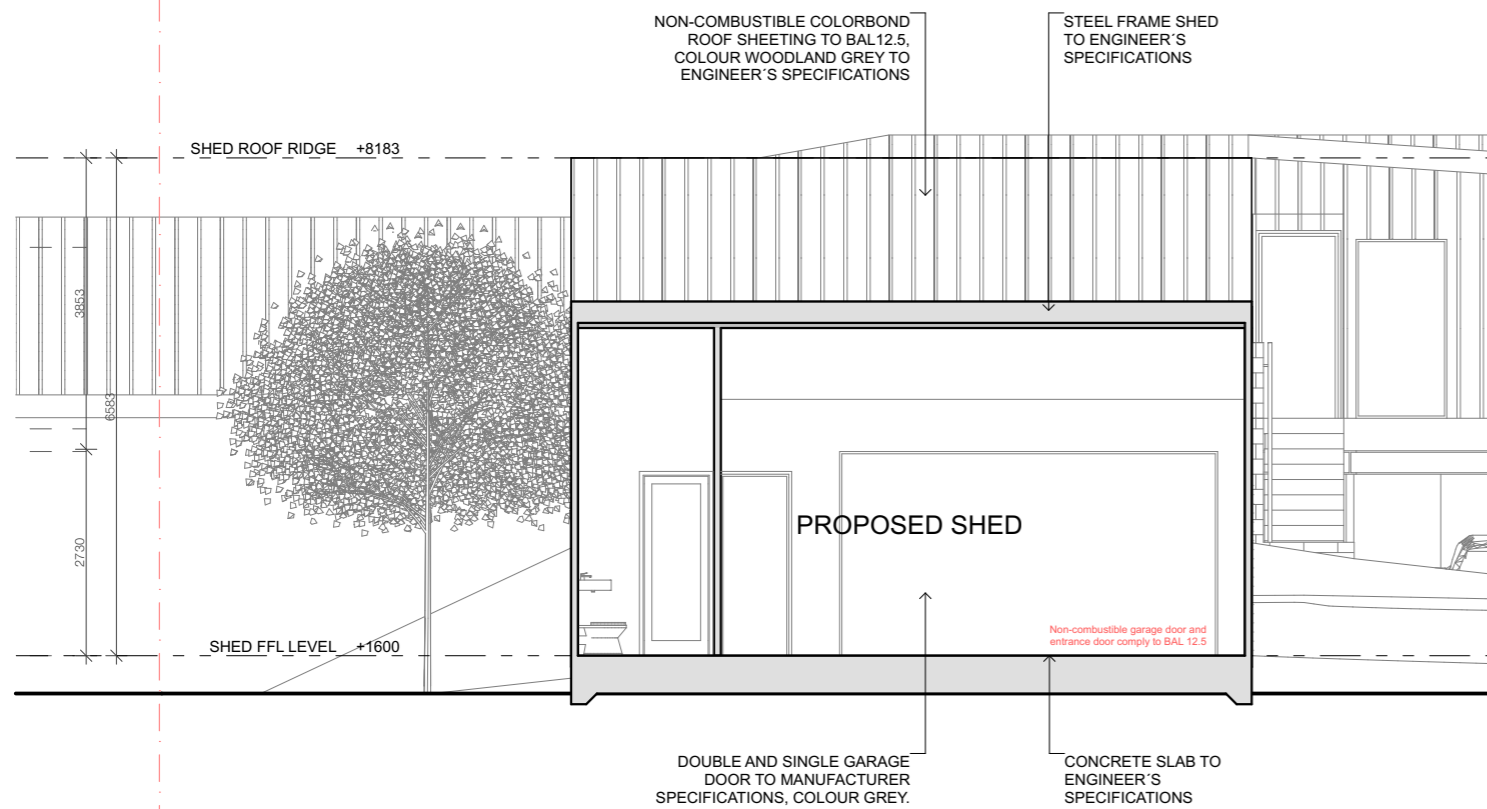 NON-COMBUSTIBLE COLORBOND
ROOF SHEETING TO BAL12.5,
COLOUR WOODLAND GREY TO
ENGINEER´S SPECIFICATIONS
STEEL FRAME SHED
TO ENGINEER´S
SPECIFICATIONS
SHED ROOF RIDGE +8183
3853
6583
2730
PROPOSED SHED
Non-combustible garage door and
entrance door comply to BAL 12.5
SHED FFL LEVEL +1600
DOUBLE AND SINGLE GARAGE
DOOR TO MANUFACTURER
SPECIFICATIONS, COLOUR GREY.
CONCRETE SLAB TO
ENGINEER´S
SPECIFICATIONS